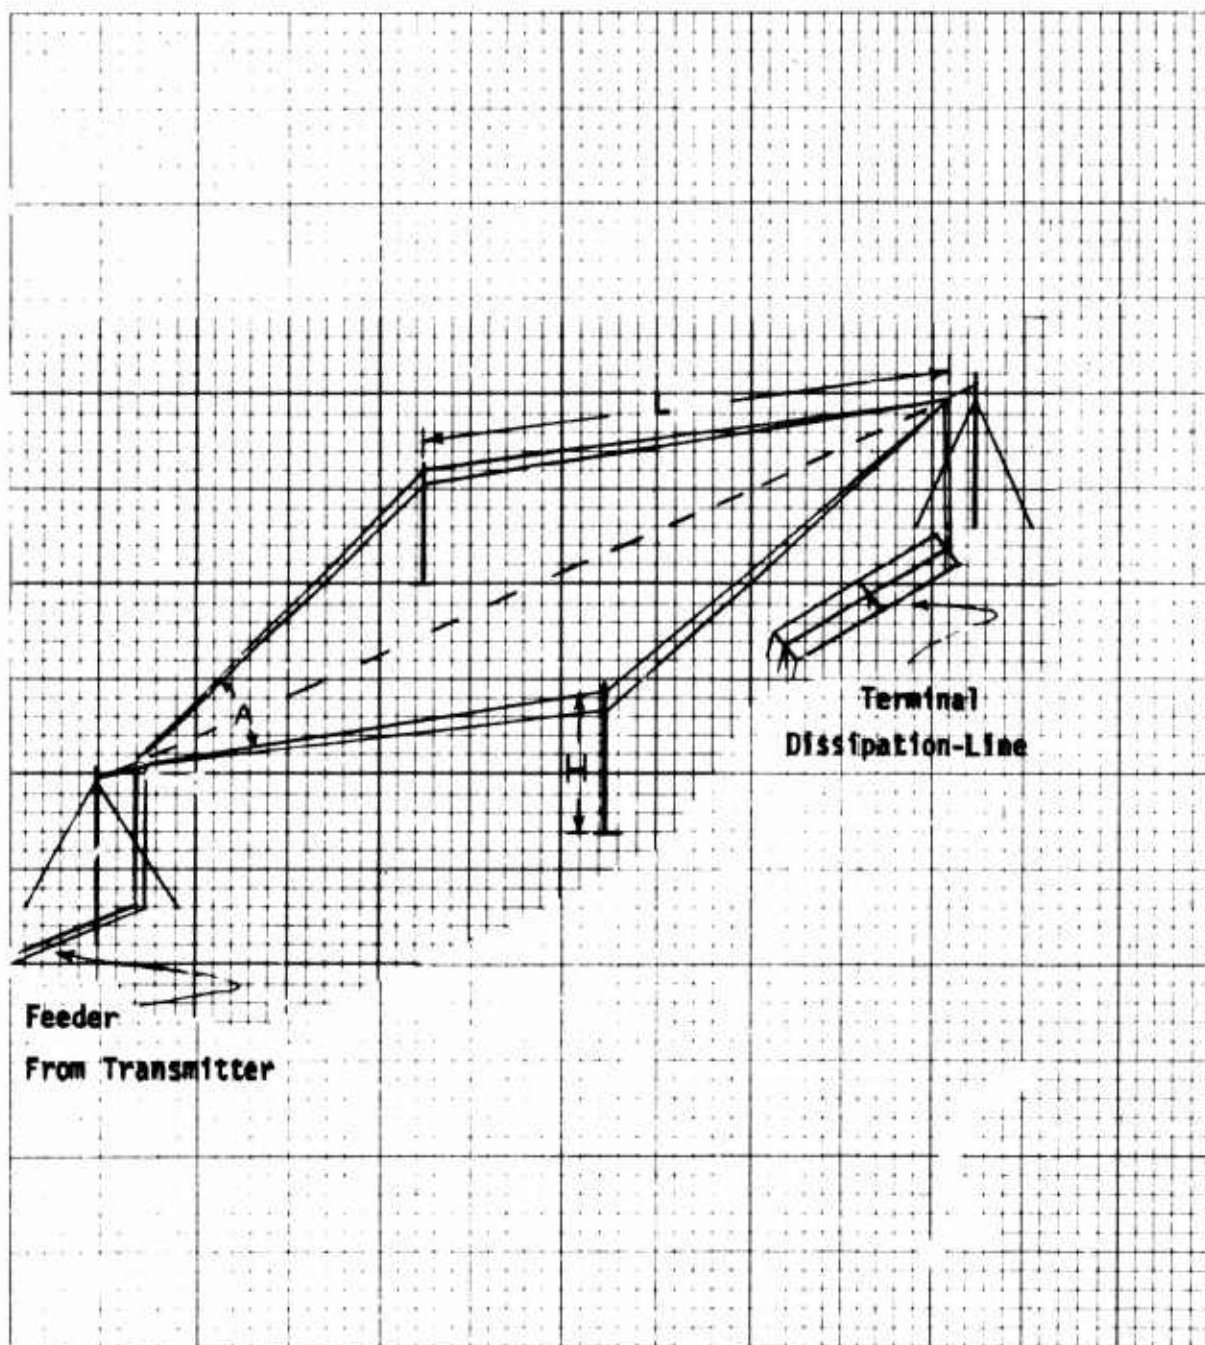 L
A
H
Terminal
Dissipation-Line
Feeder
From Transmitter